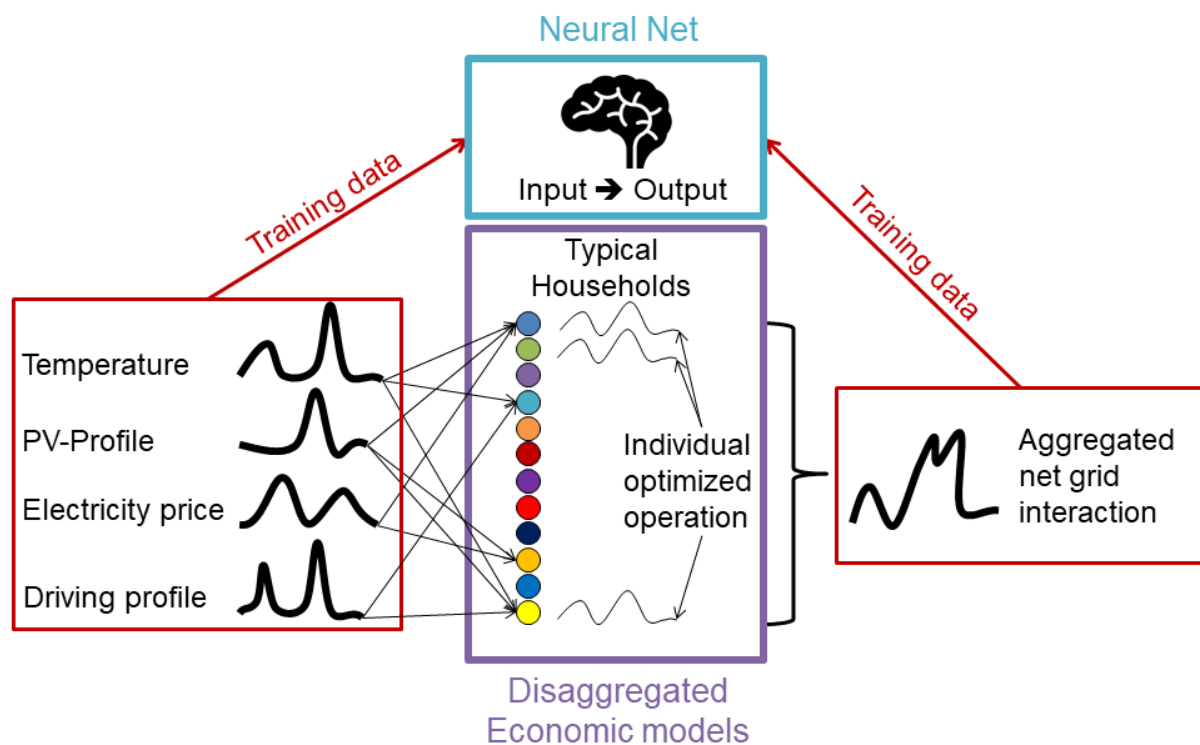 Neural Net
Input ➔ Output
Training data
Training data
Typical
Households
Temperature
PV-Profile
Electricity price
Driving profile
Individual
optimized
operation
Aggregated
net grid
interaction
Disaggregated
Economic models